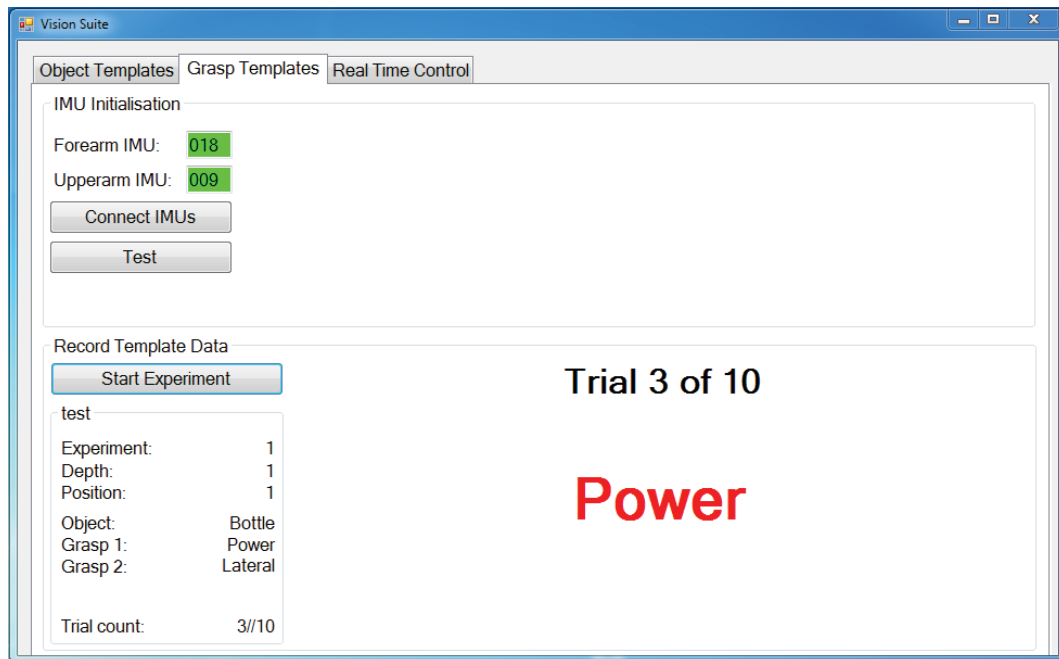 Vision Suite
Object Templates Grasp Templates Real Time Control
IMU Initialisation
Forearm IMU: 018
Upperarm IMU: 009
Connect IMUs
Test
Record Template Data
Start Experiment
Trial 3 of 10
test
Experiment: 1
Depth: 1
Position: 1
Power
Object: Bottle
Grasp 1: Power
Grasp 2: Lateral
Trial count: 3//10